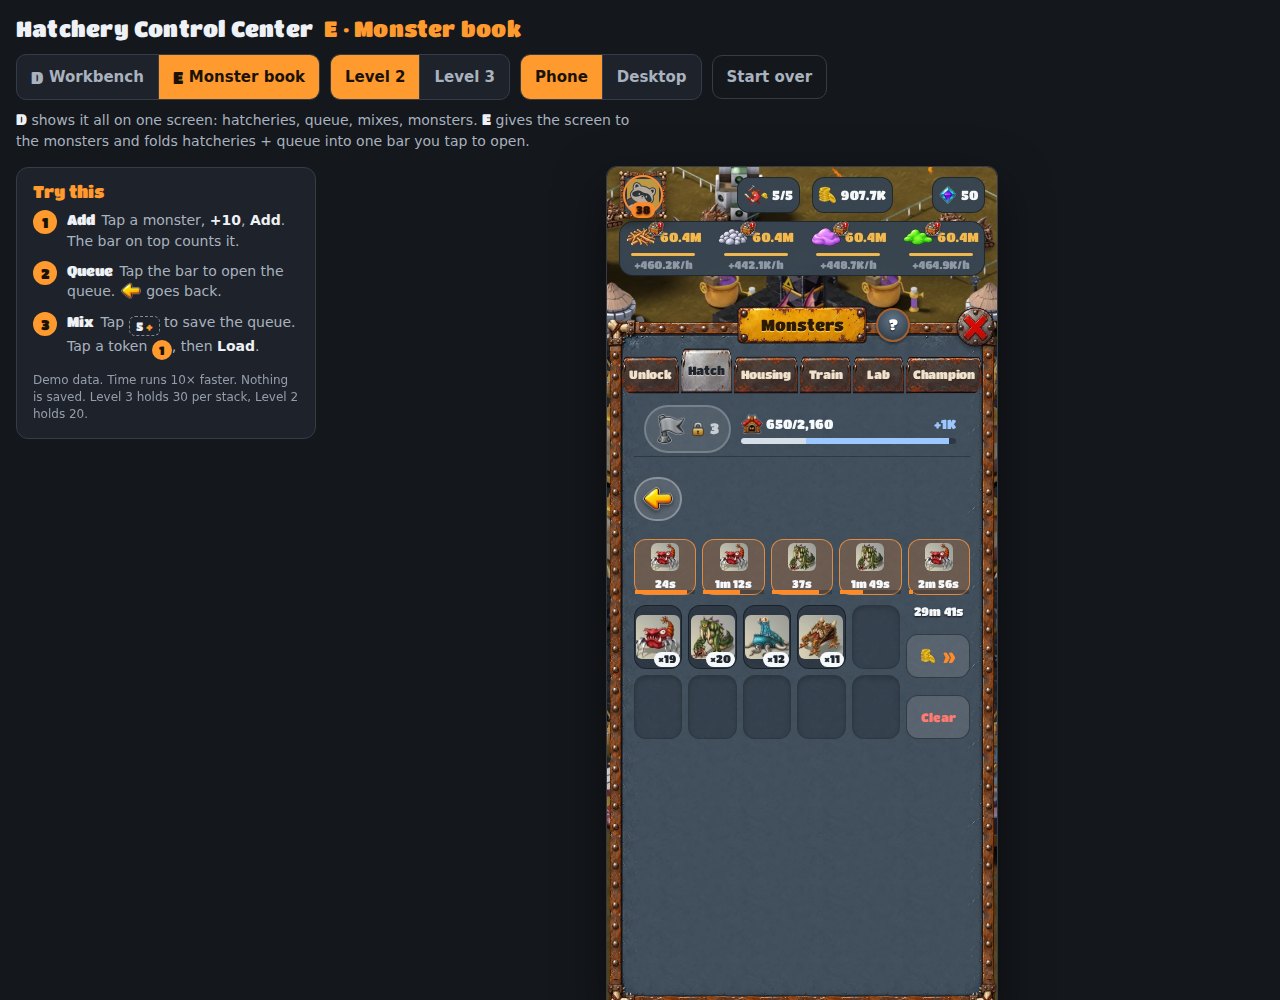 Hatchery Control Center E · Monster book
D Workbench
E Monster book
Level 2
Level 3
Phone
Desktop
Start over
D shows it all on one screen: hatcheries, queue, mixes, monsters. E gives the screen to
the monsters and folds hatcheries + queue into one bar you tap to open.
Try this
1 Add Tap a monster, +10, Add.
The bar on top counts it.
2 Queue Tap the bar to open the
queue. goes back.
3 Mix Tap 5 + to save the queue.
Tap a token 1, then Load.
Demo data. Time runs 10× faster. Nothing
is saved. Level 3 holds 30 per stack, Level 2
holds 20.
30
5/5
907.7K
50
60.4M 60.4M 60.4M 60.4M
+460.2K/h +442.1K/h +448.7K/h +464.9K/h
Monsters ?
Unlock Hatch Housing Train Lab Champion
3
650/2,160 +1K
24s 1m 12s 37s 1m 49s 2m 56s
29m 41s
×19 ×20 ×12 ×11
»
Clear